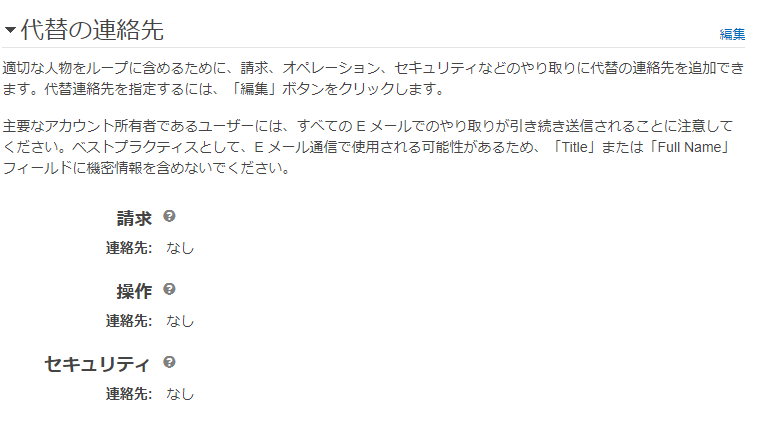 代替の連絡先
編集
適切な人物をループに含めるために、請求、オペレーション、セキュリティなどのやり取りに代替の連絡先を追加でき
ます。代替連絡先を指定するには、「編集」ボタンをクリックします。
主要なアカウント所有者であるユーザーには、すべての E メールでのやり取りが引き続き送信されることに注意して
ください。ベストプラクティスとして、E メール通信で使用される可能性があるため、「Title」または「Full Name」
フィールドに機密情報を含めないでください。
請求 ?
連絡先: なし
操作 ?
連絡先: なし
セキュリティ ?
連絡先: なし